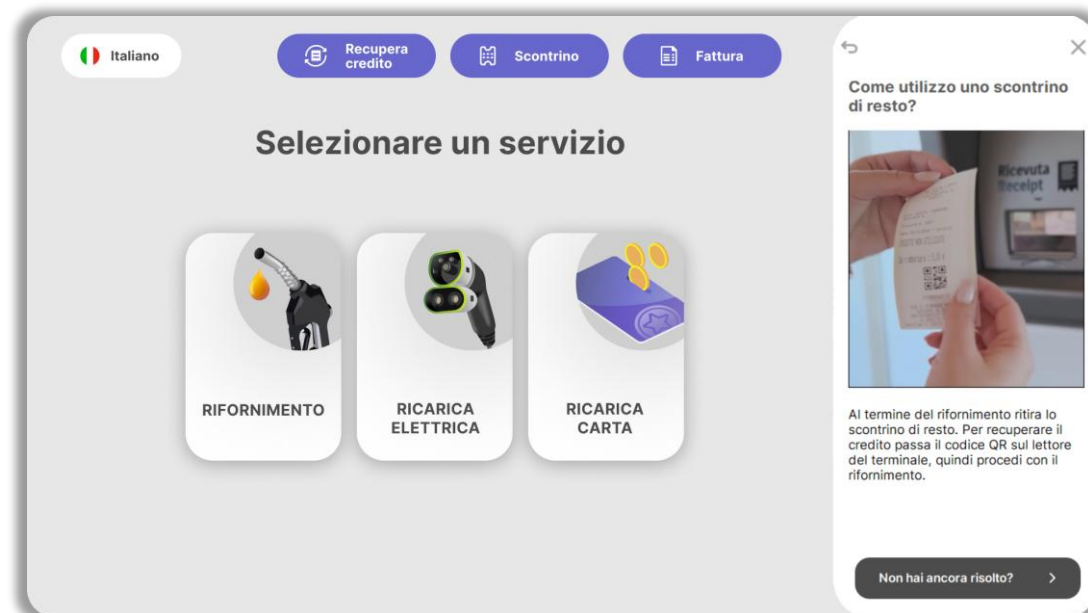 Italiano
Recupera
credito
Scontrino
Fattura
Selezionare un servizio
RIFORNIMENTO
RICARICA
ELETTRICA
RICARICA
CARTA
Come utilizzo uno scontrino
di resto?
Ricevuta
Receipt
Al termine del rifornimento ritira lo
scontrino di resto. Per recuperare il
credito passa il codice QR sul lettore
del terminale, quindi procedi con il
rifornimento.
Non hai ancora risolto?